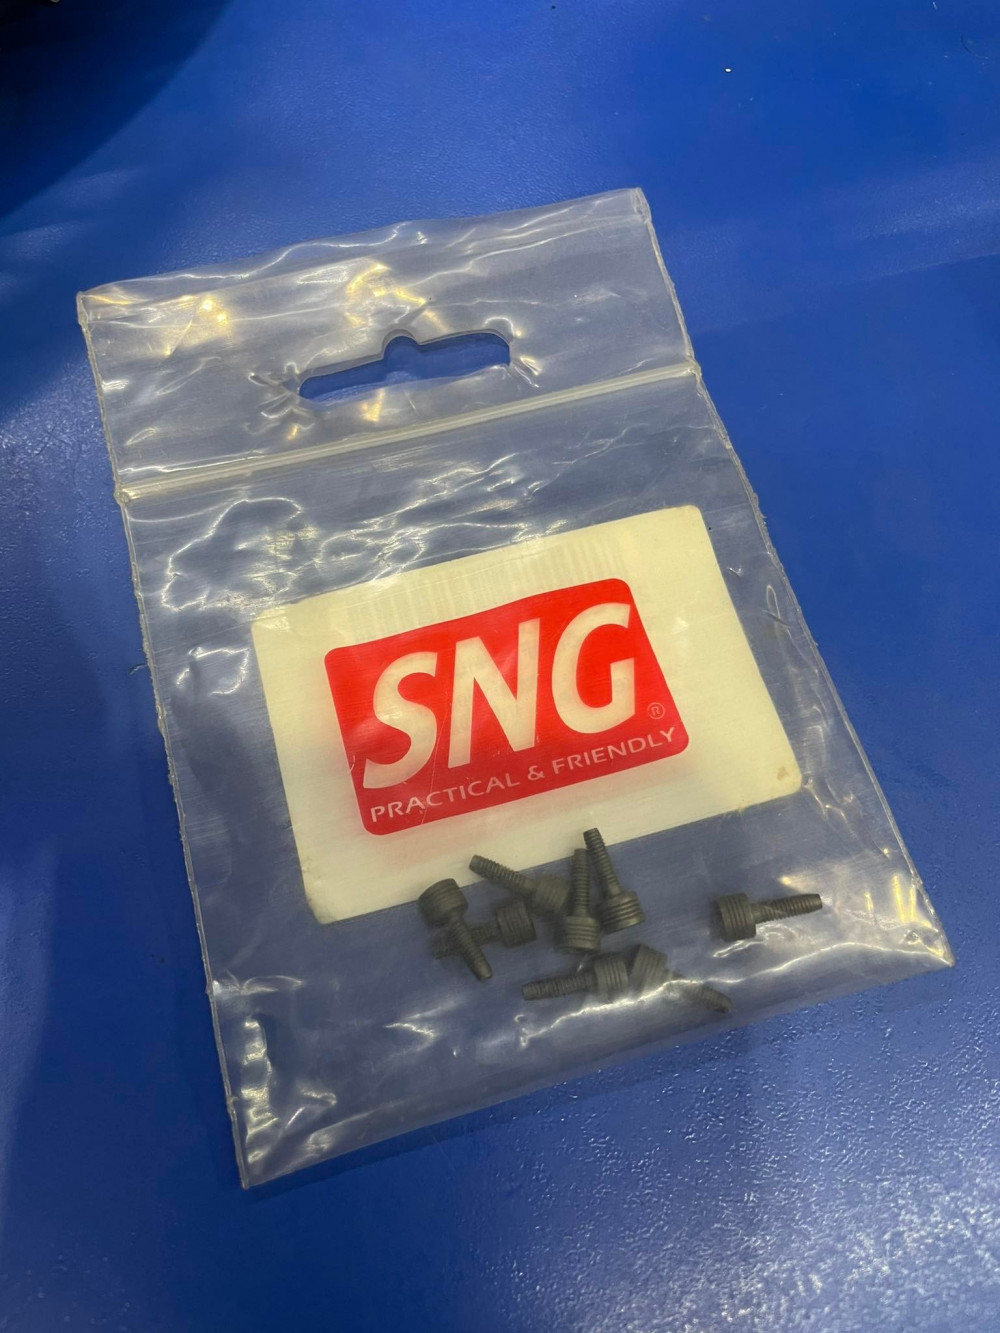 SNG
®
PRACTICAL & FRIENDLY